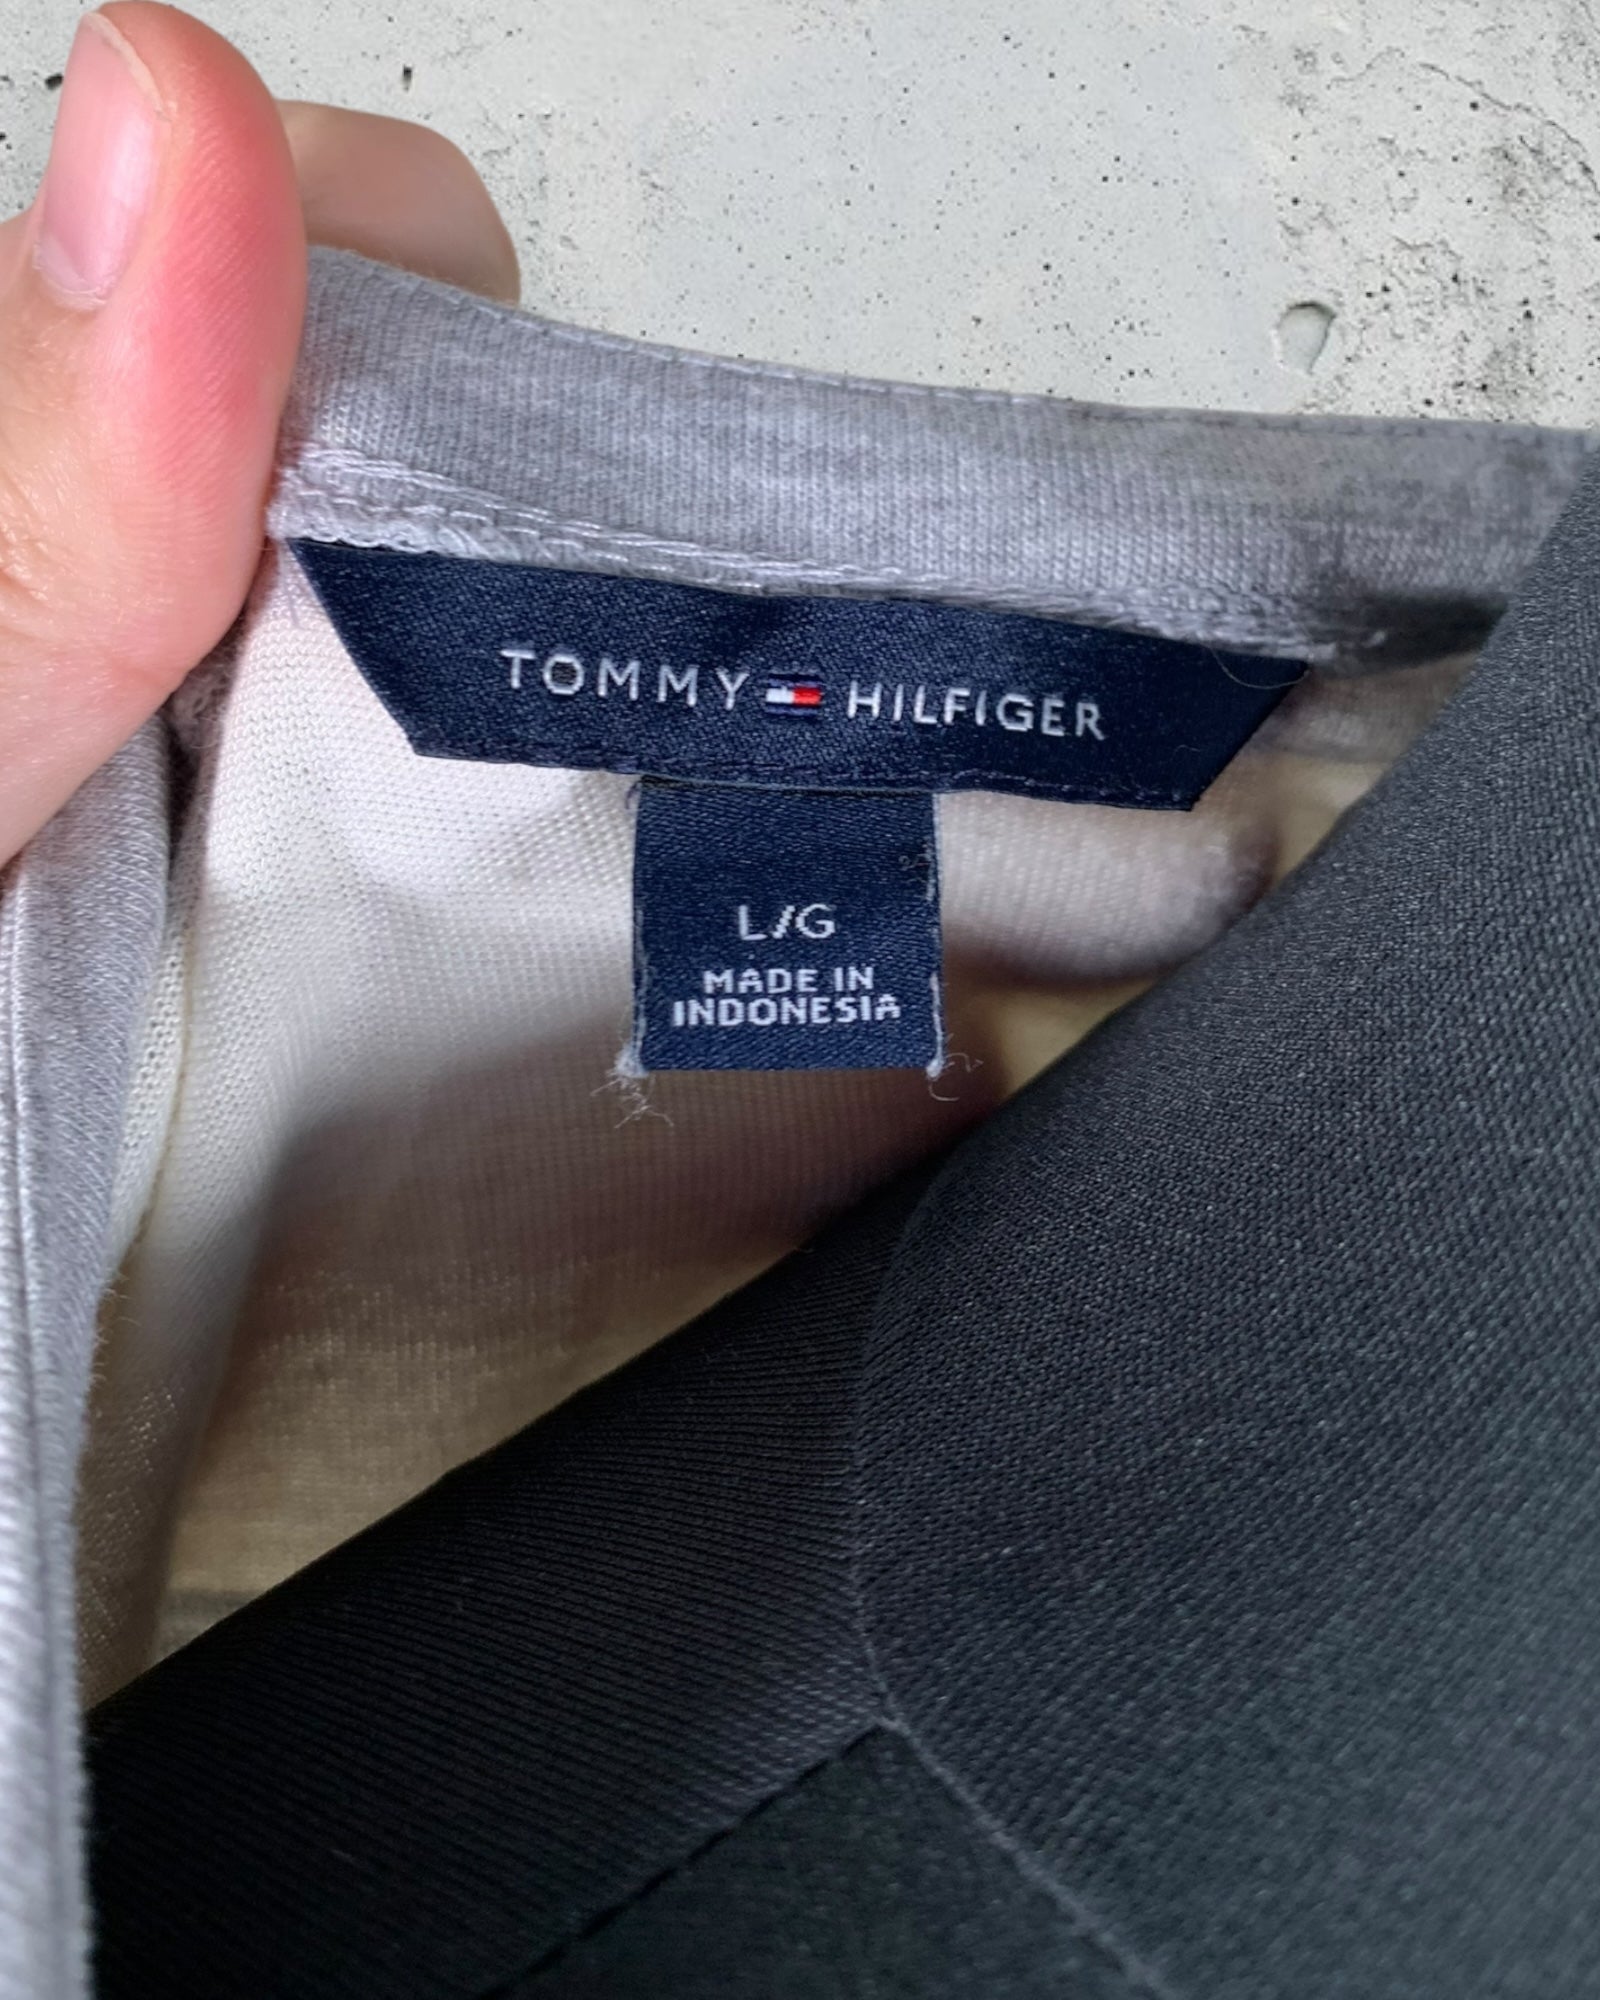 TOMMY HILFIGER
L/G
MADE IN
INDONESIA